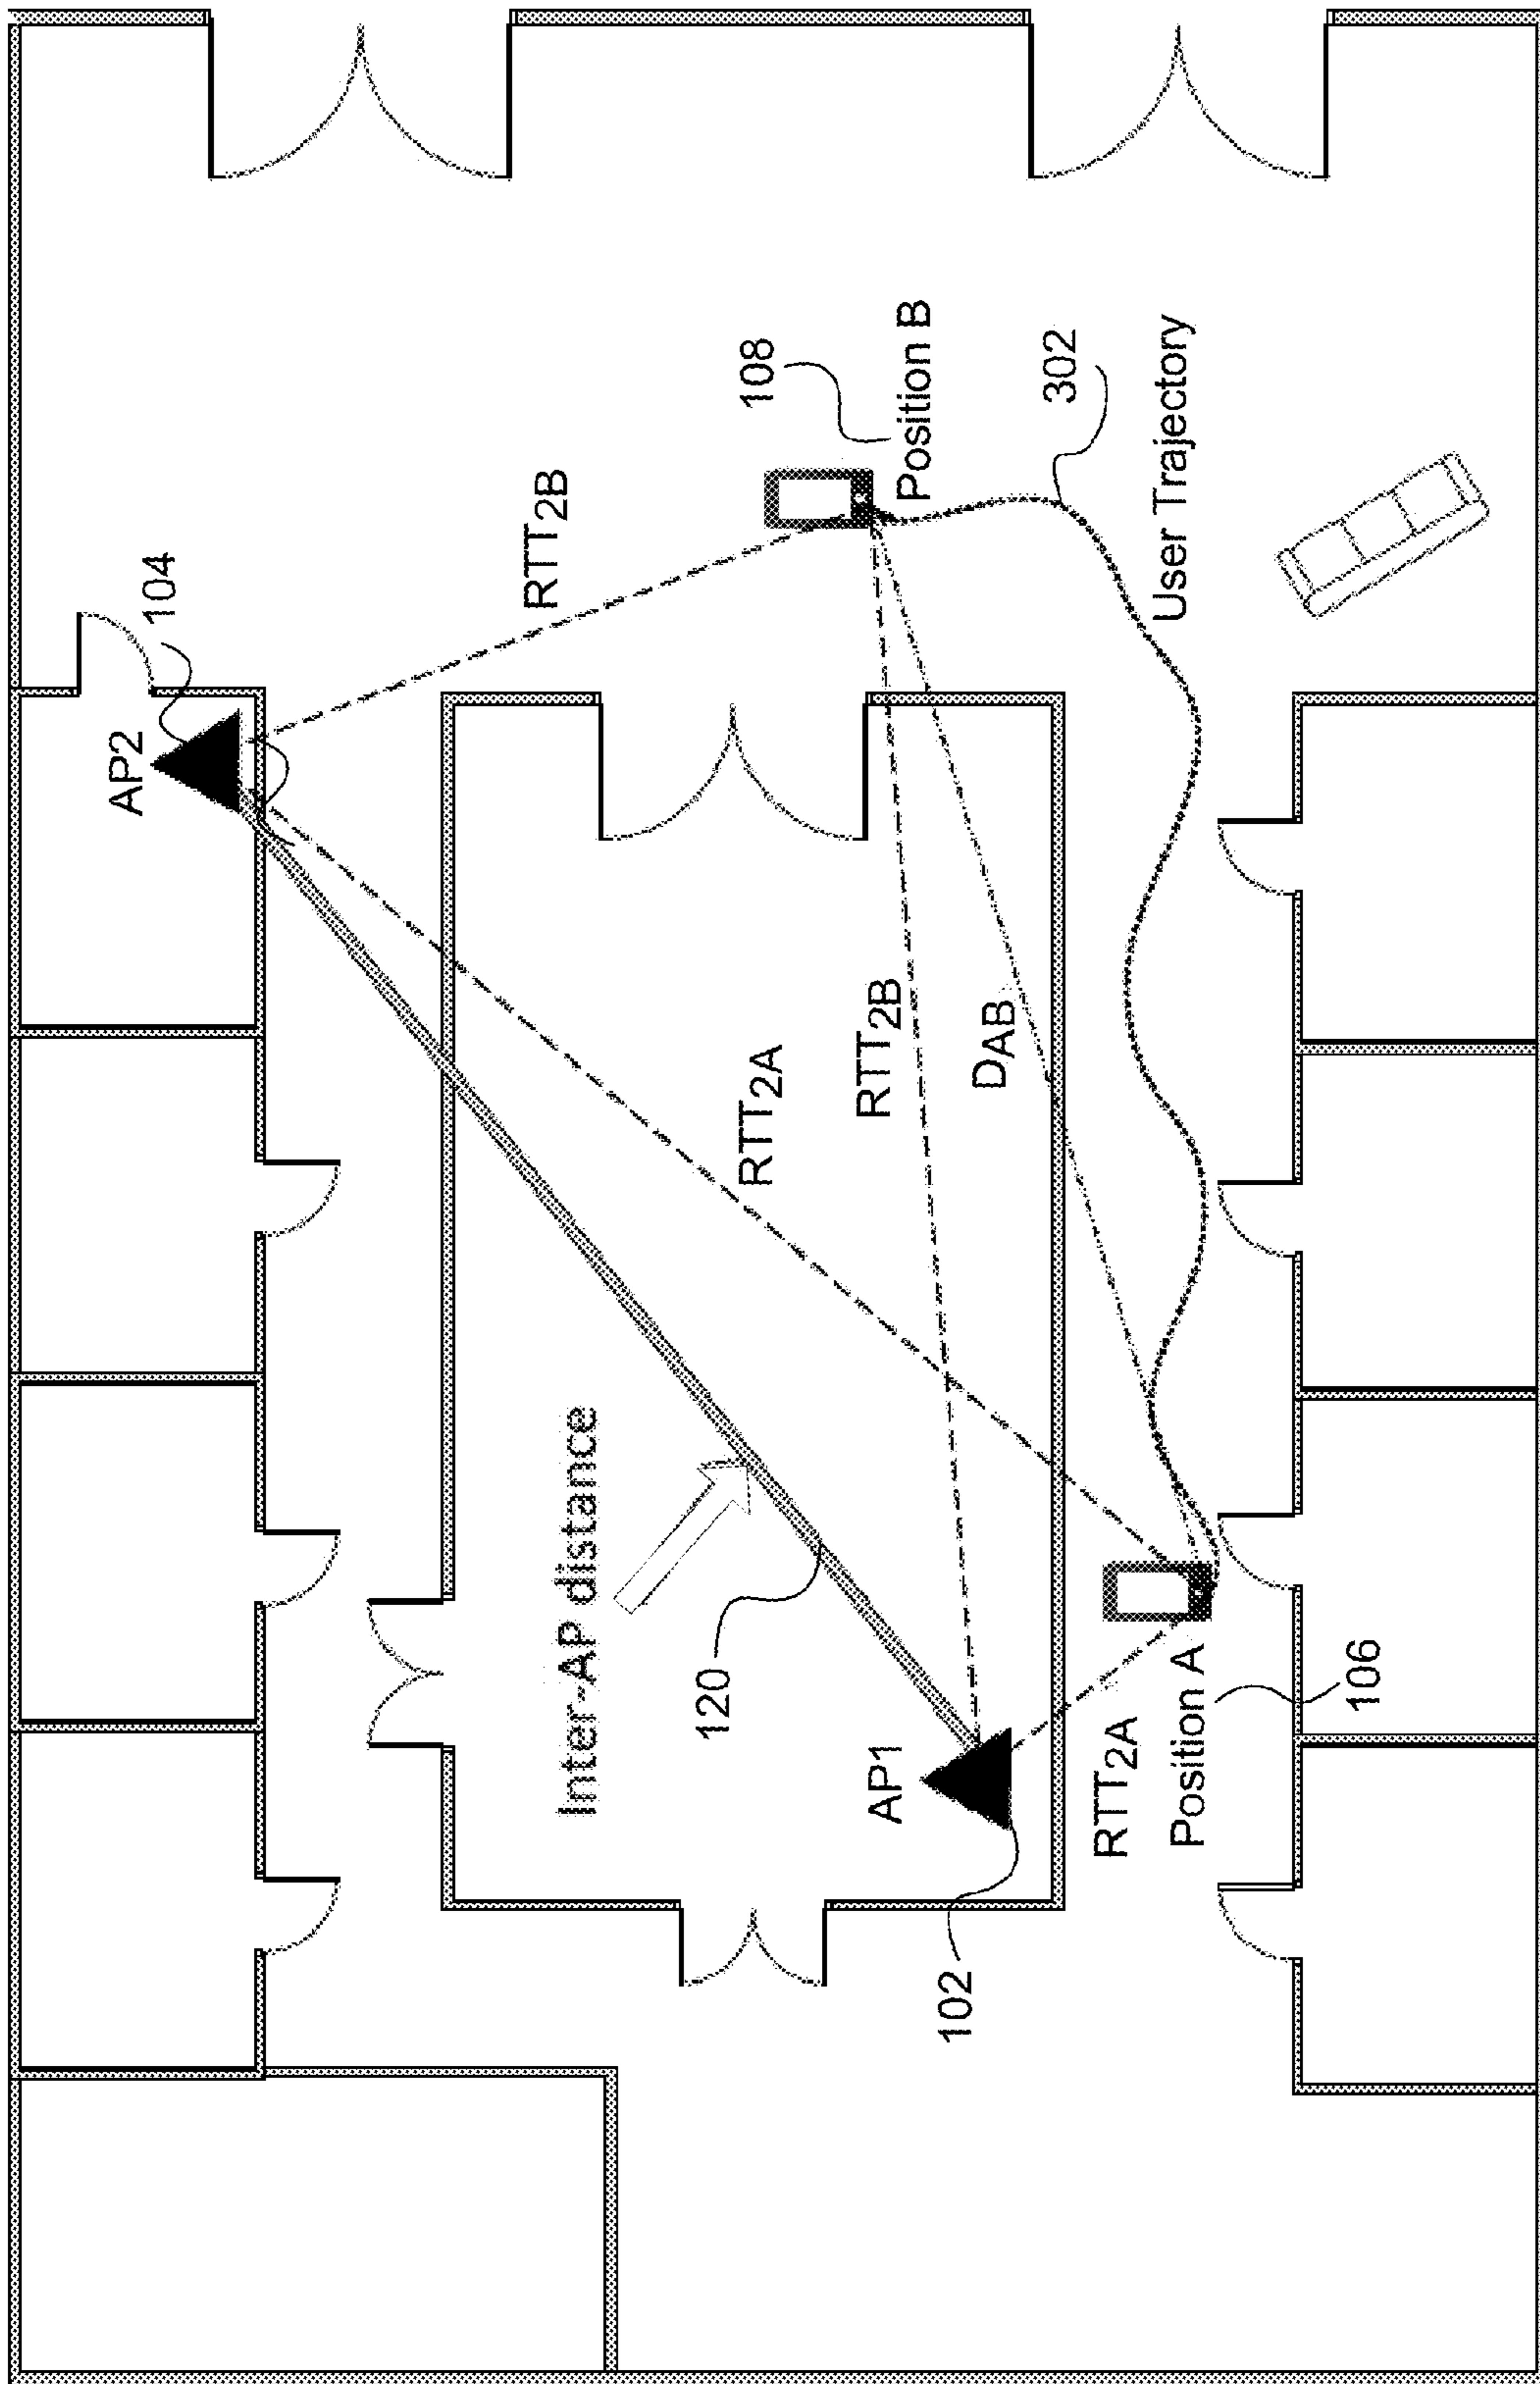 AP2
104
RTT2B
108
Position B
302
User Trajectory
Inter-AP distance
120
RTT2A
RTT2B
DAB
AP1
102
RTT2A
Position A
106